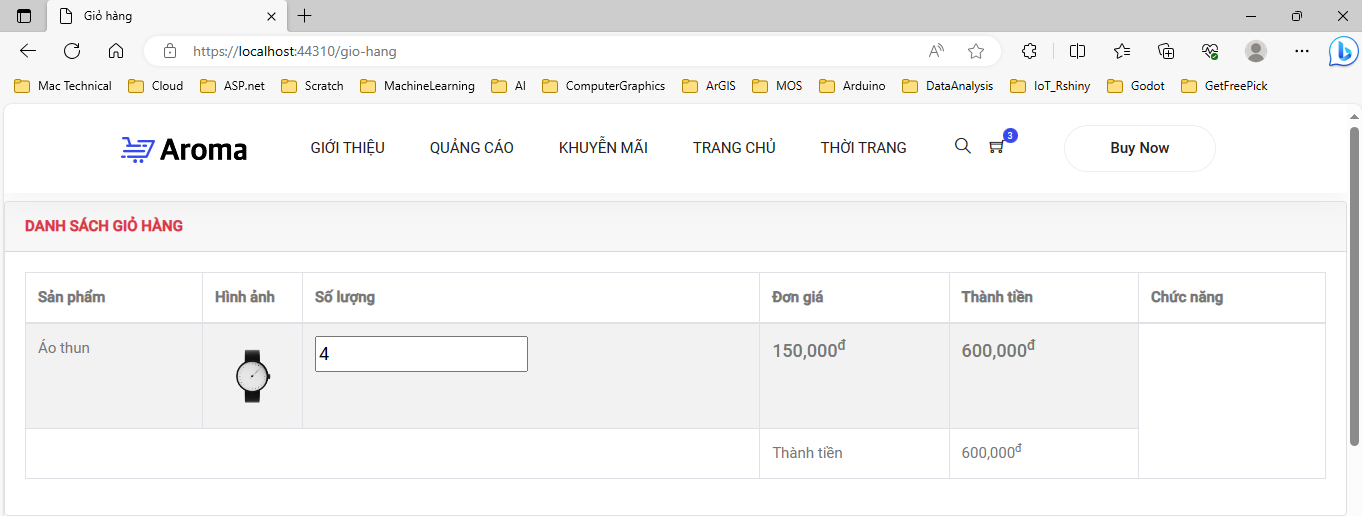 Giỏ hàng
https://localhost:44310/gio-hang
Mac Technical Cloud ASP.net Scratch MachineLearning AI ComputerGraphics ArGIS MOS Arduino DataAnalysis IoT_Rshiny Godot GetFreePick
Aroma GIỚI THIỆU QUẢNG CÁO KHUYỄN MÃI TRANG CHỦ THỜI TRANG 3 Buy Now
DANH SÁCH GIỎ HÀNG
Sản phẩm Hình ảnh Số lượng Đơn giá Thành tiền Chức năng
Áo thun 4 150,000đ 600,000đ
Thành tiền 600,000đ